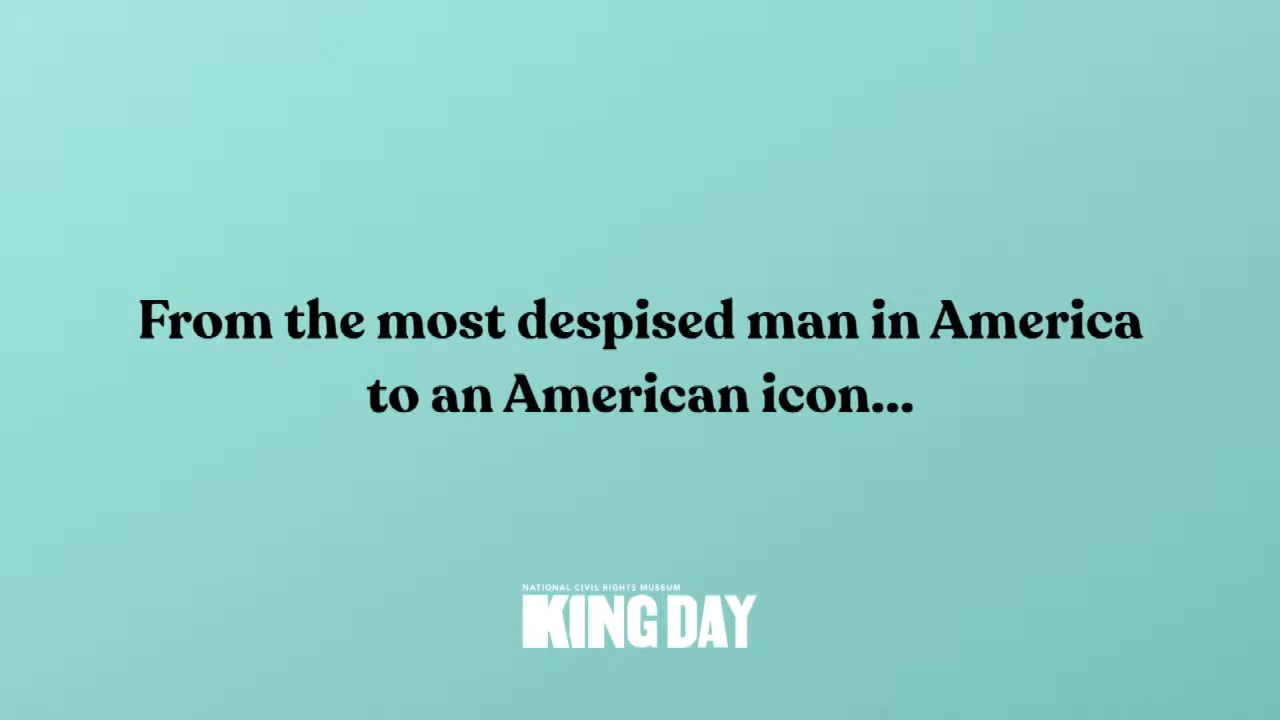 From the most despised man in America
to an American icon...
NATIONAL CIVIL RIGHTS MUSEUM
KING DAY